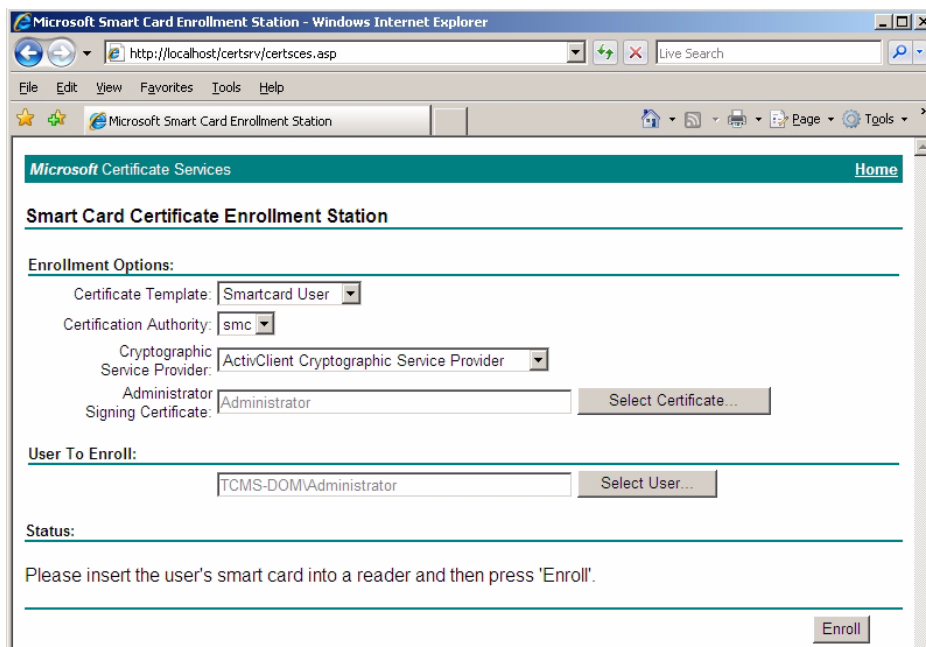 Microsoft Smart Card Enrollment Station - Windows Internet Explorer
http://localhost/certsrv/certsces.asp
Live Search
File Edit View Favorites Tools Help
Microsoft Smart Card Enrollment Station
Page Tools
Microsoft Certificate Services Home
Smart Card Certificate Enrollment Station
Enrollment Options:
Certificate Template: Smartcard User
Certification Authority: smc
Cryptographic
Service Provider: ActivClient Cryptographic Service Provider
Administrator
Signing Certificate: Administrator Select Certificate...
User To Enroll:
TCMS-DOM\Administrator Select User...
Status:
Please insert the user's smart card into a reader and then press 'Enroll'.
Enroll